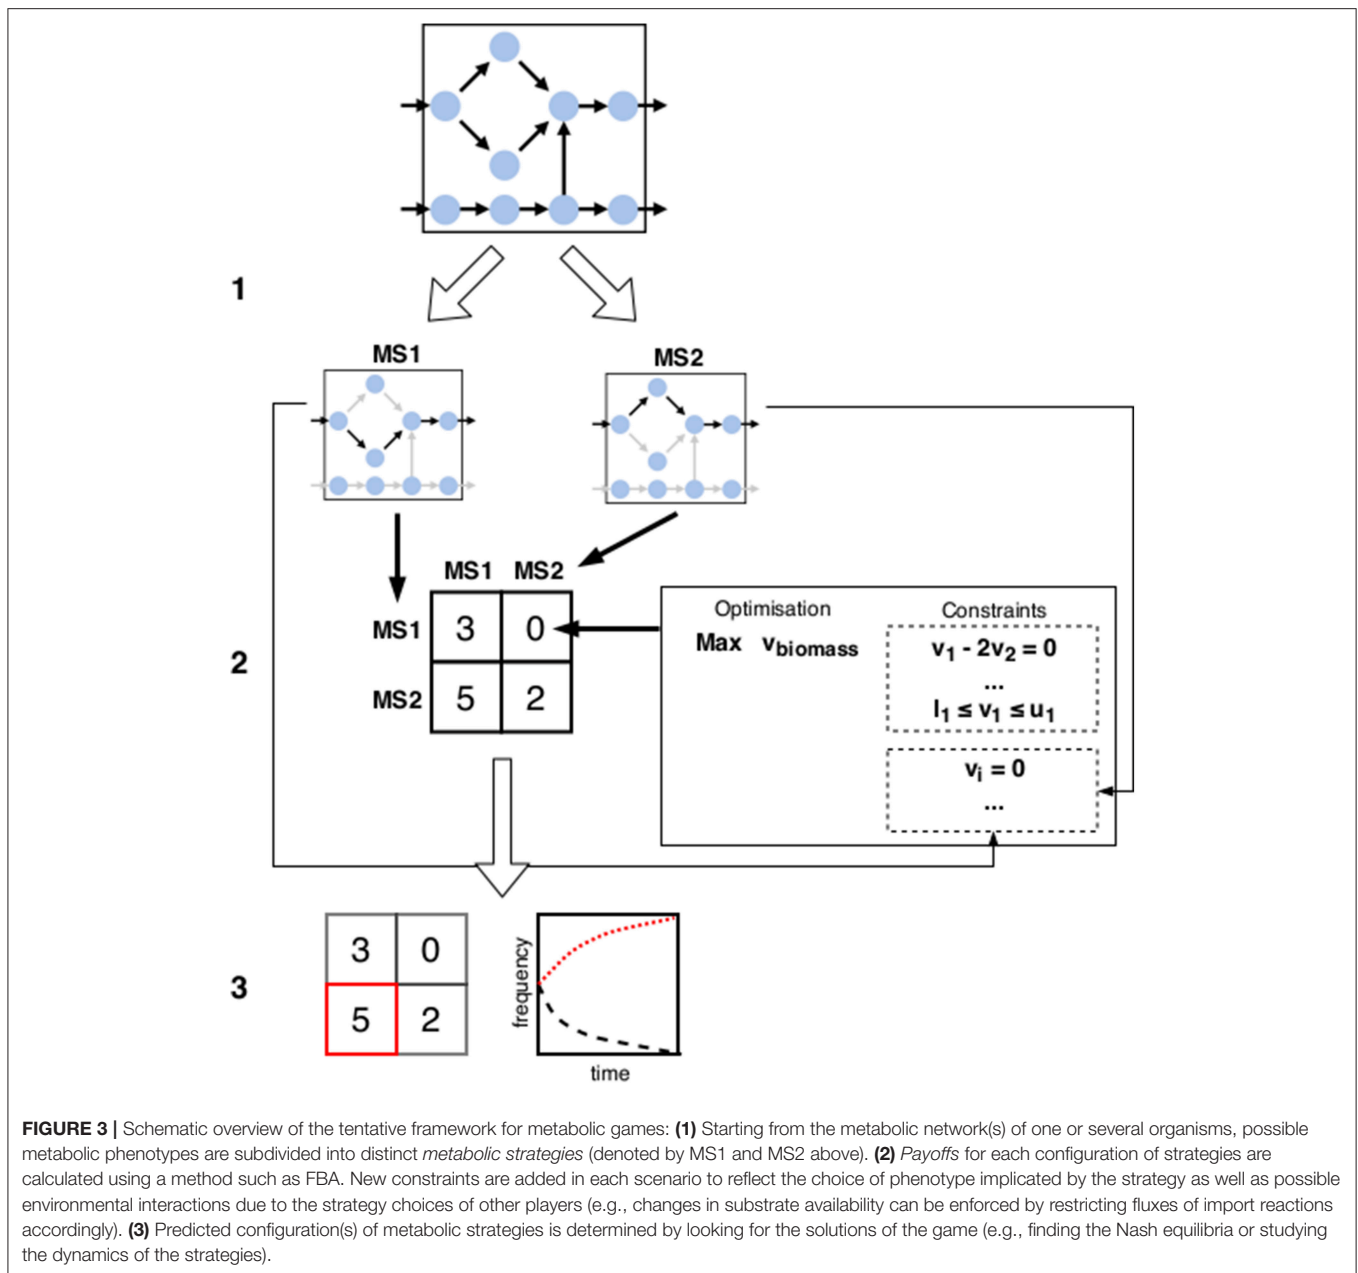 1
MS1
MS2
MS1 MS2
MS1 3 0
MS2 5 2
2
Optimisation
Max v_biomass
Constraints
v₁ - 2v₂ = 0
...
l₁ ≤ v₁ ≤ u₁
vᵢ = 0
...
3
3 0
5 2
frequency
time
FIGURE 3 | Schematic overview of the tentative framework for metabolic games: (1) Starting from the metabolic network(s) of one or several organisms, possible
metabolic phenotypes are subdivided into distinct metabolic strategies (denoted by MS1 and MS2 above). (2) Payoffs for each configuration of strategies are
calculated using a method such as FBA. New constraints are added in each scenario to reflect the choice of phenotype implicated by the strategy as well as possible
environmental interactions due to the strategy choices of other players (e.g., changes in substrate availability can be enforced by restricting fluxes of import reactions
accordingly). (3) Predicted configuration(s) of metabolic strategies is determined by looking for the solutions of the game (e.g., finding the Nash equilibria or studying
the dynamics of the strategies).